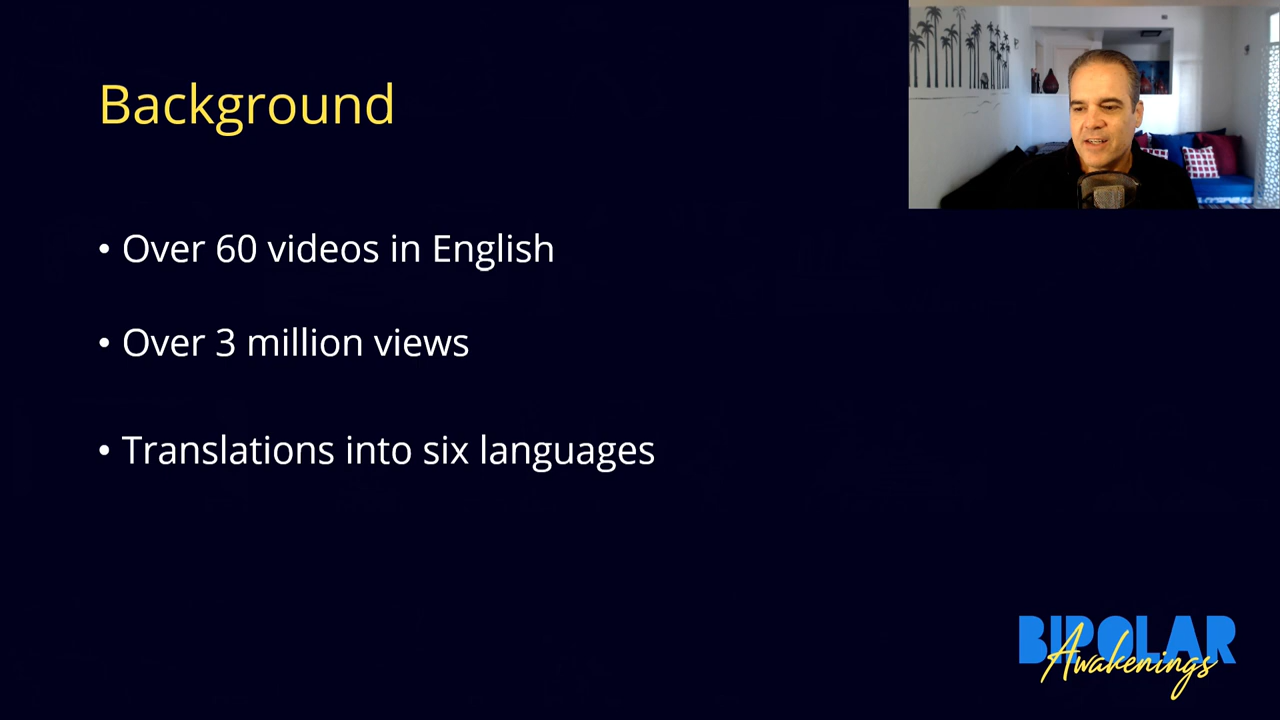 Background
• Over 60 videos in English
• Over 3 million views
• Translations into six languages
BIPOLAR
Awakenings